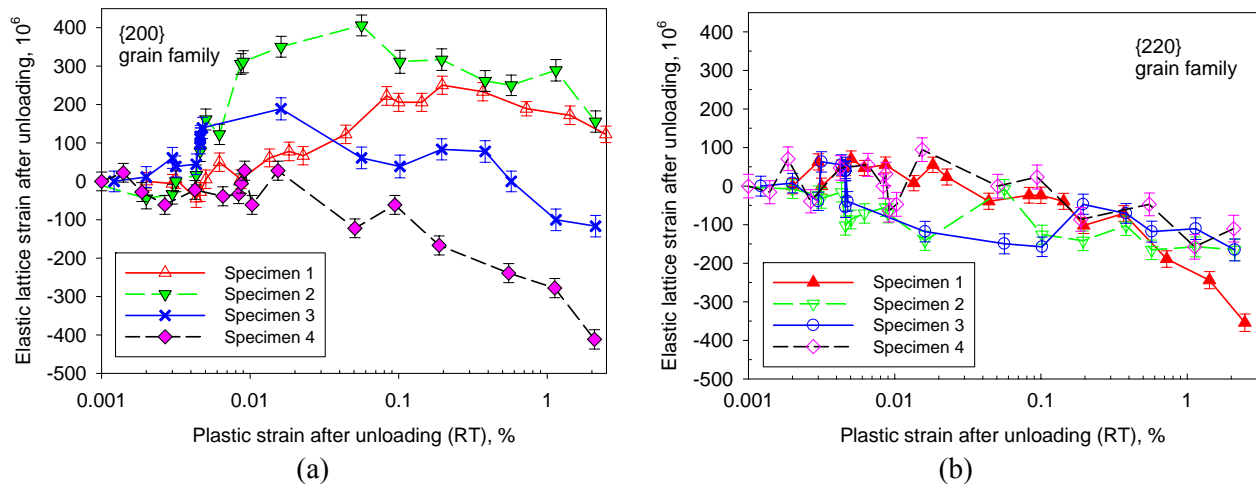 Elastic lattice strain after unloading, 10⁶
500
400
300
200
100
0
-100
-200
-300
-400
-500
{200}
grain family
Specimen 1
Specimen 2
Specimen 3
Specimen 4
0.001 0.01 0.1 1
Plastic strain after unloading (RT), %
(a)
Elastic lattice strain after unloading, 10⁶
500
400
300
200
100
0
-100
-200
-300
-400
-500
{220}
grain family
Specimen 1
Specimen 2
Specimen 3
Specimen 4
0.001 0.01 0.1 1
Plastic strain after unloading (RT), %
(b)